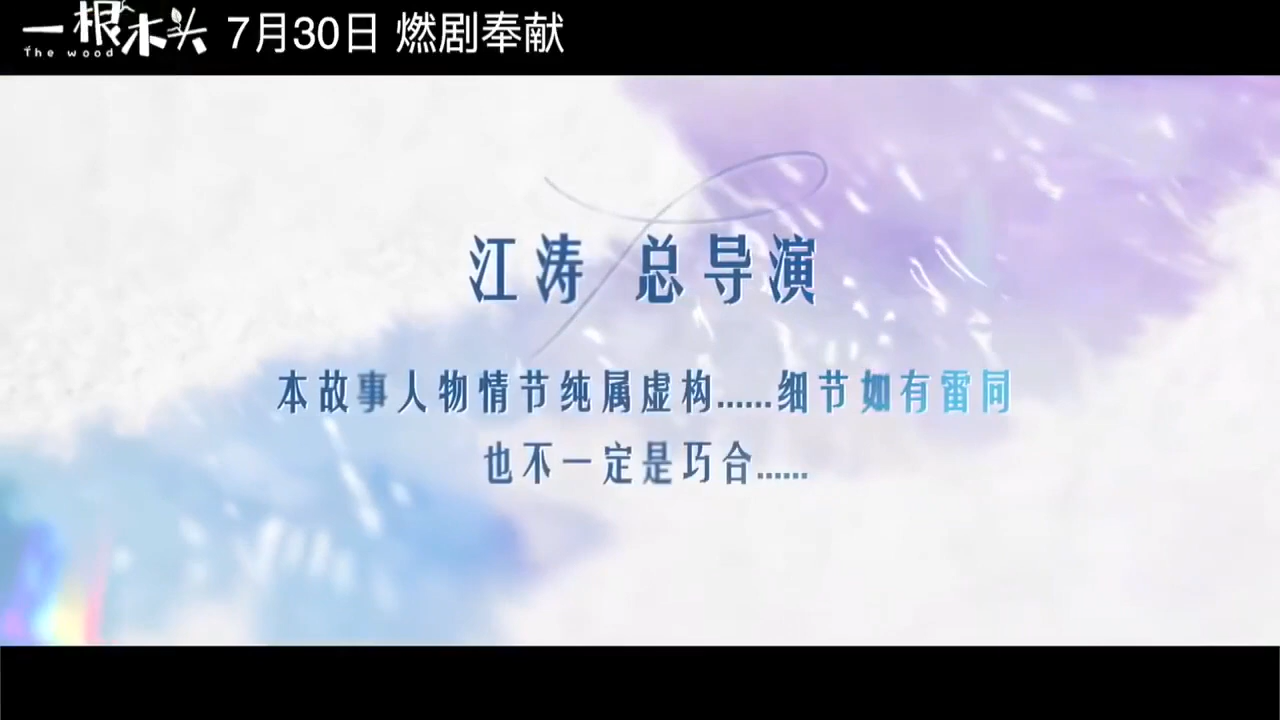 一根木头 7月30日 燃剧奉献
The wood
江涛 总导演
本故事人物情节纯属虚构......细节如有雷同
也不一定是巧合......